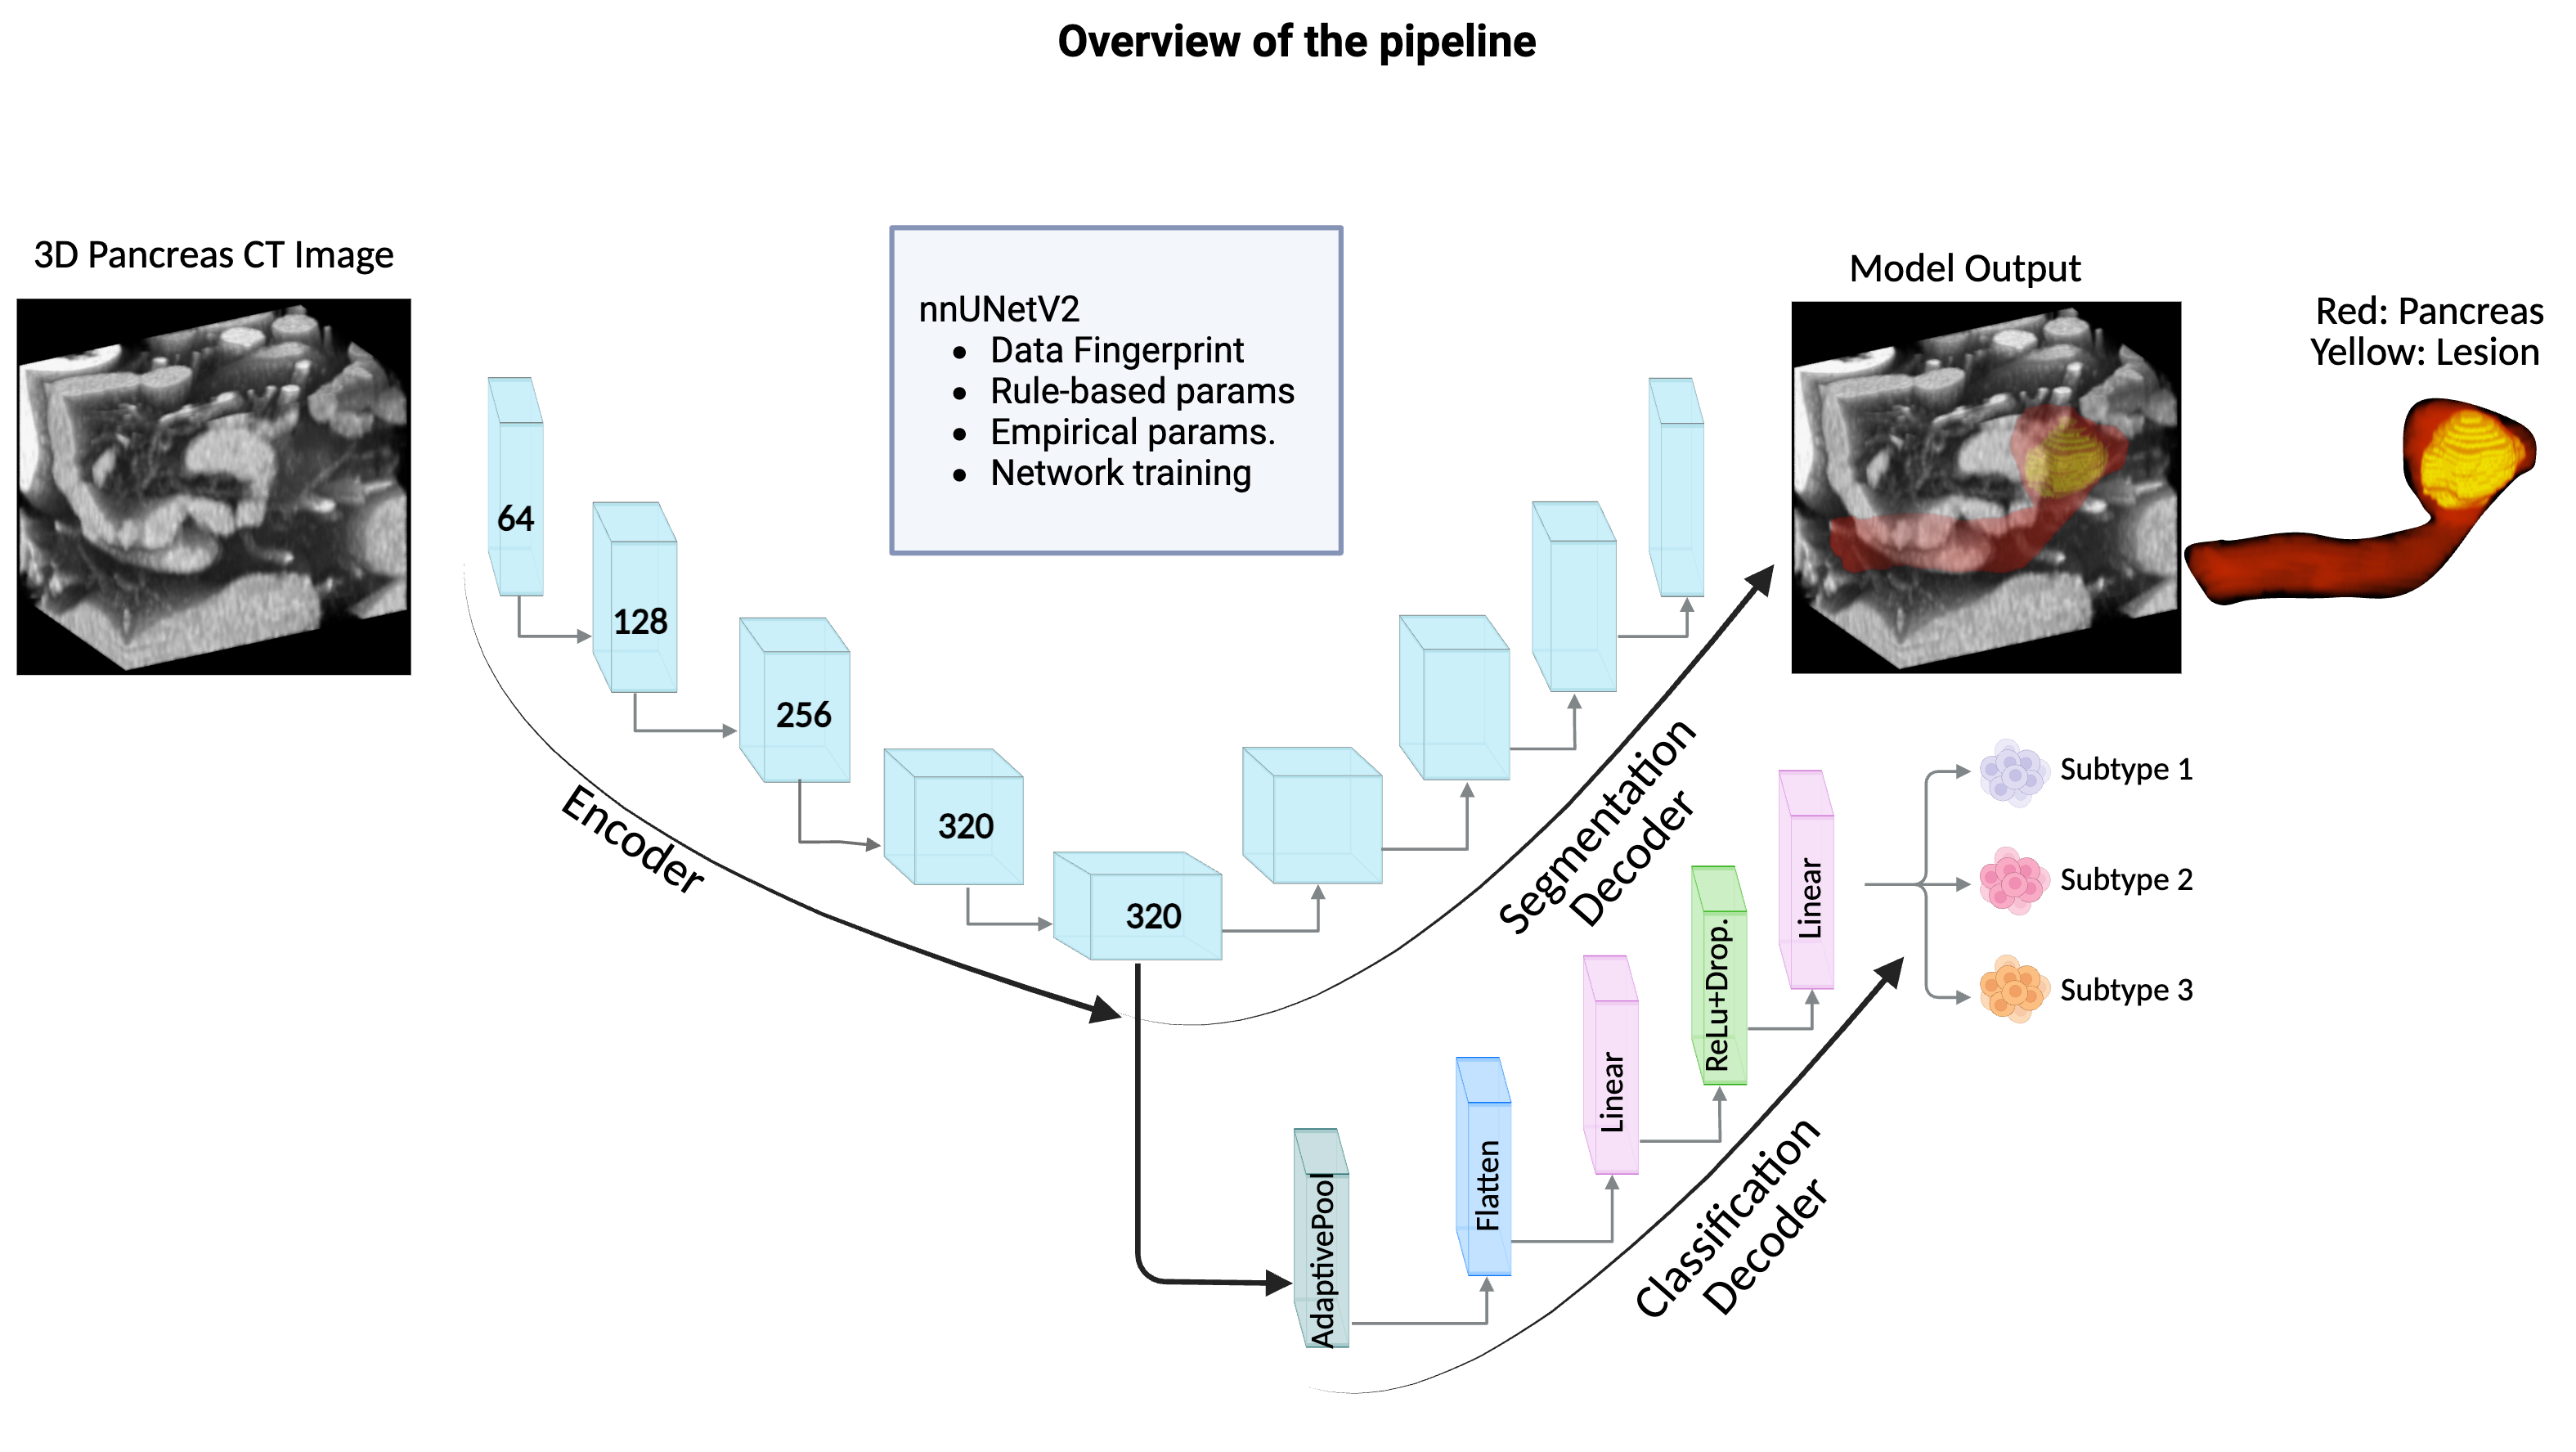 Overview of the pipeline
3D Pancreas CT Image
nnUNetV2
• Data Fingerprint
• Rule-based params
• Empirical params.
• Network training
Model Output
Red: Pancreas
Yellow: Lesion
64
128
256
320
320
Encoder
Segmentation
Decoder
AdaptivePool
Flatten
Linear
ReLu+Drop.
Linear
Classification
Decoder
Subtype 1
Subtype 2
Subtype 3